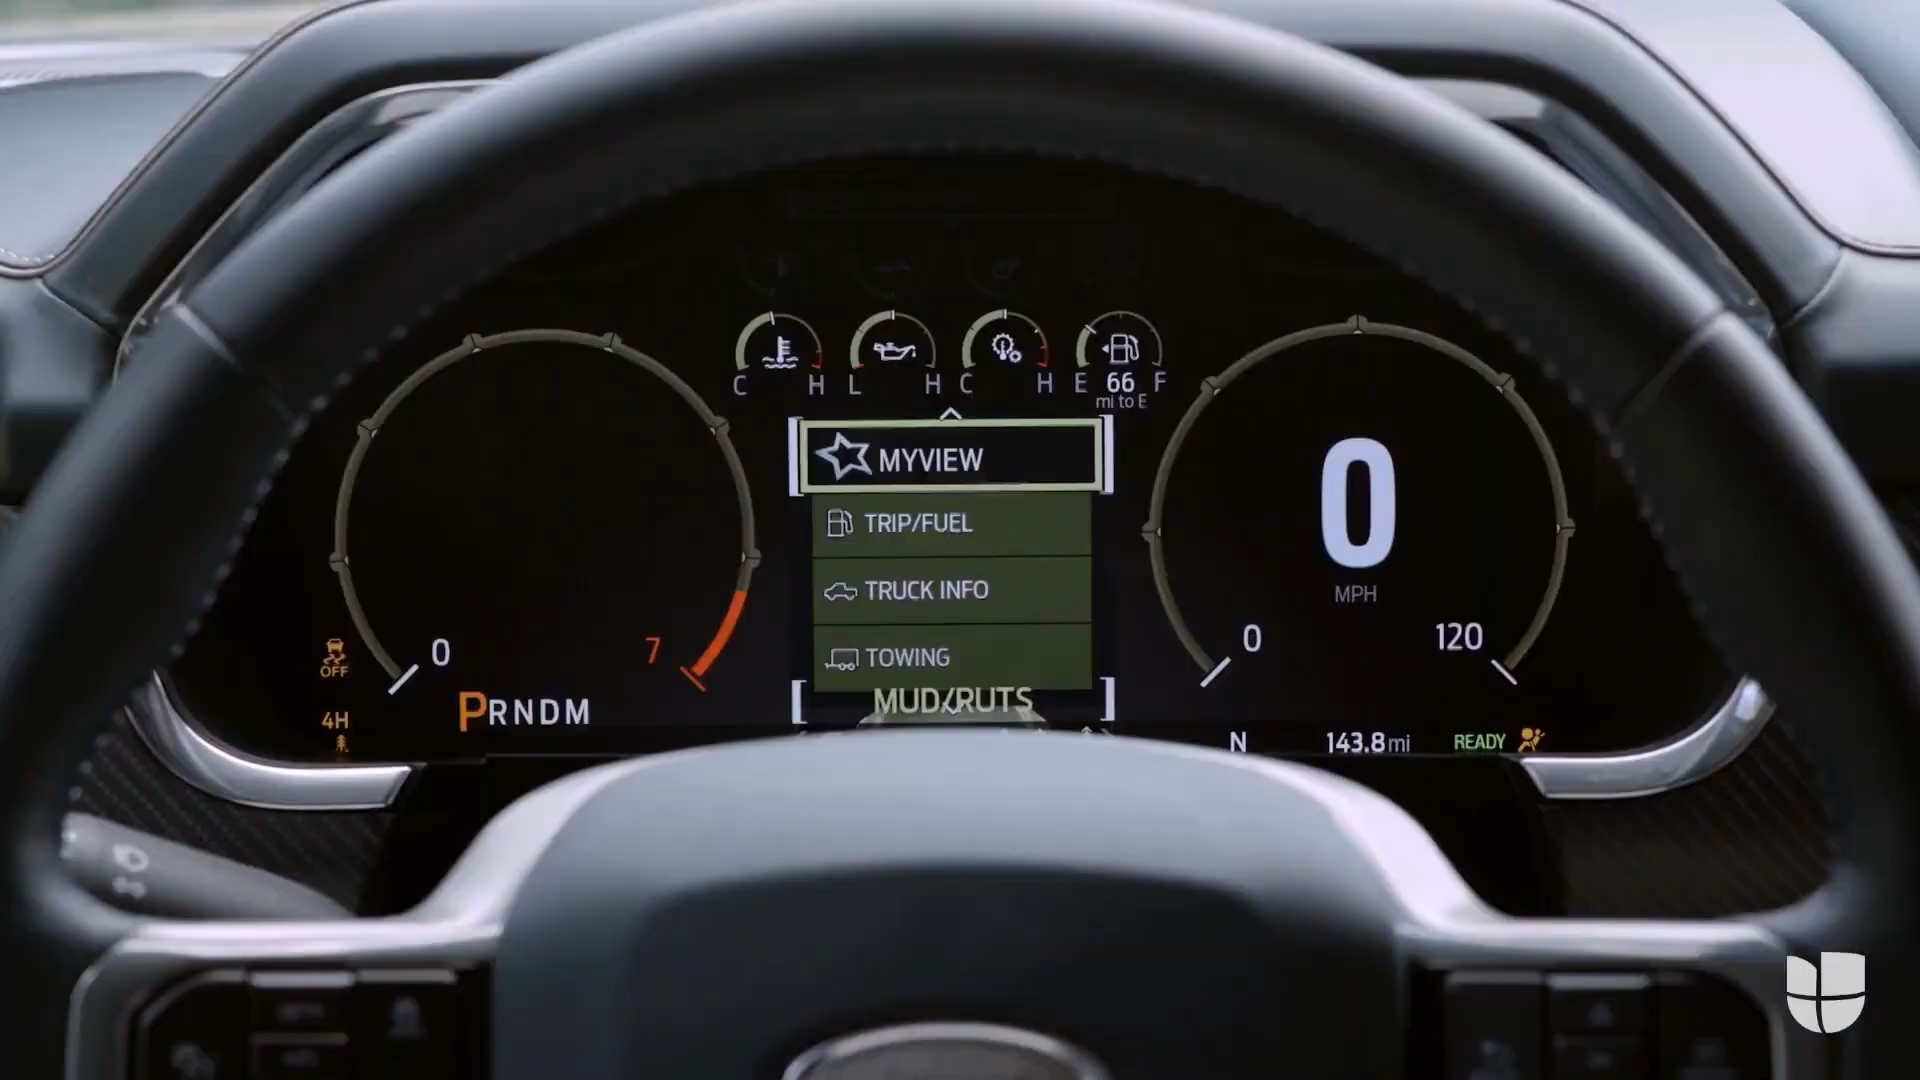 C H
L H
C H
E 66 F
mi to E
MYVIEW
TRIP/FUEL
TRUCK INFO
TOWING
MUD/RUTS
0
7
OFF
4H
PRNDM
0
MPH
0
120
N
143.8mi
READY